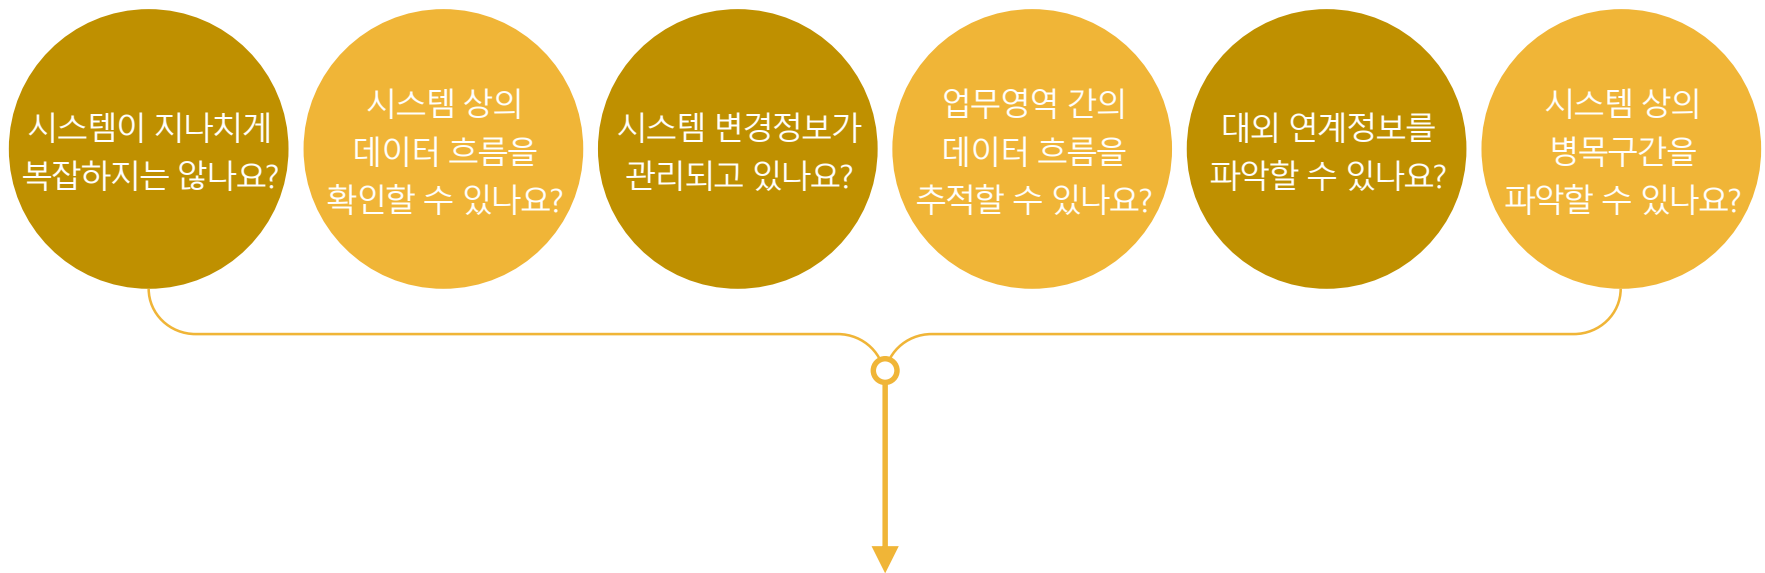 시스템이 지나치게
복잡하지는 않나요?
시스템 상의
데이터 흐름을
확인할 수 있나요?
시스템 변경정보가
관리되고 있나요?
업무영역 간의
데이터 흐름을
추적할 수 있나요?
대외 연계정보를
파악할 수 있나요?
시스템 상의
병목구간을
파악할 수 있나요?